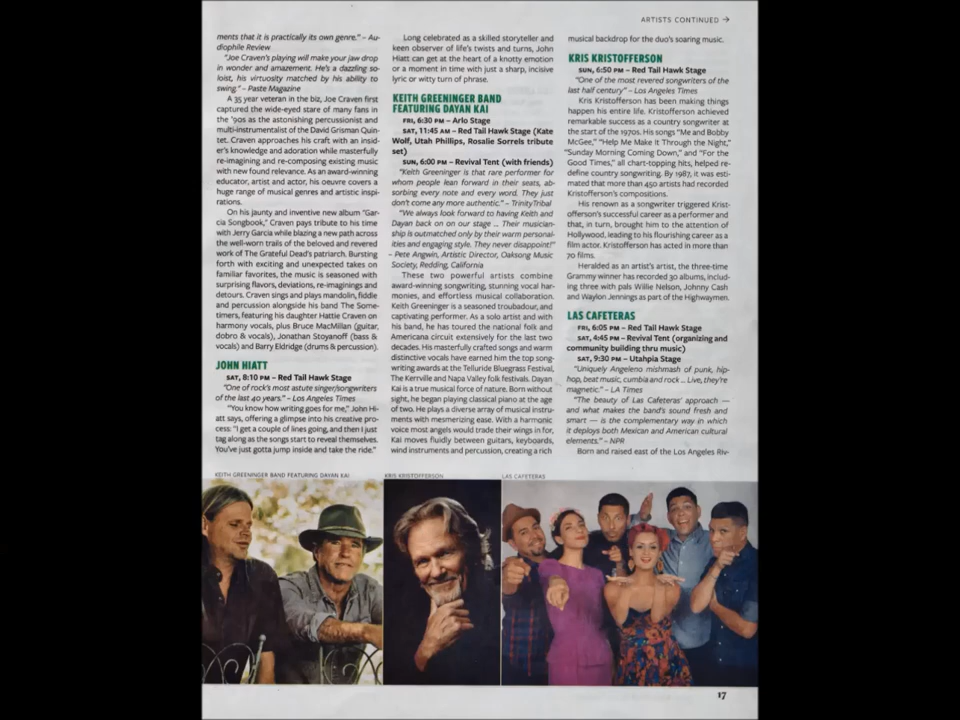 ARTISTS CONTINUED →
ments that it is practically its own genre." – Au-
diophile Review
"Joe Craven's playing will make your jaw drop
in wonder and amazement. He's a dazzling so-
loist, his virtuosity matched by his ability to
swing." – Paste Magazine
A 35 year veteran in the biz, Joe Craven first
captured the wide-eyed stare of many fans in
the '90s as the astonishing percussionist and
multi-instrumentalist of the David Grisman Quin-
tet. Craven approaches his craft with an insid-
er's knowledge and adoration while masterfully
re-imagining and re-composing existing music
with new found relevance. As an award-winning
educator, artist and actor, his oeuvre covers a
huge range of musical genres and artistic inspi-
rations.
On his jaunty and inventive new album "Gar-
cia Songbook," Craven pays tribute to his time
with Jerry Garcia while blazing a new path across
the well-worn trails of the beloved and revered
work of The Grateful Dead's patriarch. Bursting
forth with exciting and unexpected takes on
familiar favorites, the music is seasoned with
surprising flavors, deviations, re-imaginings and
detours. Craven sings and plays mandolin, fiddle
and percussion alongside his band The Some-
timers, featuring his daughter Hattie Craven on
harmony vocals, plus Bruce MacMillan (guitar,
dobro & vocals), Jonathan Stoyanoff (bass &
vocals) and Barry Eldridge (drums & percussion).
JOHN HIATT
SAT, 8:10 PM – Red Tail Hawk Stage
"One of rock's most astute singer/songwriters
of the last 40 years." – Los Angeles Times
"You know how writing goes for me," John Hi-
att says, offering a glimpse into his creative pro-
cess: "I get a couple of lines going, and then I just
tag along as the songs start to reveal themselves.
You've just gotta jump inside and take the ride."
Long celebrated as a skilled storyteller and
keen observer of life's twists and turns, John
Hiatt can get at the heart of a knotty emotion
or a moment in time with just a sharp, incisive
lyric or witty turn of phrase.
KEITH GREENINGER BAND
FEATURING DAYAN KAI
FRI, 6:30 PM – Arlo Stage
SAT, 11:45 AM – Red Tail Hawk Stage (Kate
Wolf, Utah Phillips, Rosalie Sorrels tribute
set)
SUN, 6:00 PM – Revival Tent (with friends)
"Keith Greeninger is that rare performer for
whom people lean forward in their seats, ab-
sorbing every note and every word. They just
don't come any more authentic." – TrinityTribal
"We always look forward to having Keith and
Dayan back on on our stage ... Their musician-
ship is outmatched only by their warm personal-
ities and engaging style. They never disappoint!"
– Pete Angwin, Artistic Director, Oaksong Music
Society, Redding, California
These two powerful artists combine
award-winning songwriting, stunning vocal har-
monies, and effortless musical collaboration.
Keith Greeninger is a seasoned troubadour, and
captivating performer. As a solo artist and with
his band, he has toured the national folk and
Americana circuit extensively for the last two
decades. His masterfully crafted songs and warm
distinctive vocals have earned him the top song-
writing awards at the Telluride Bluegrass Festival,
The Kerrville and Napa Valley folk festivals. Dayan
Kai is a true musical force of nature. Born without
sight, he began playing classical piano at the age
of two. He plays a diverse array of musical instru-
ments with mesmerizing ease. With a harmonic
voice most angels would trade their wings in for,
Kai moves fluidly between guitars, keyboards,
wind instruments and percussion, creating a rich
musical backdrop for the duo's soaring music.
KRIS KRISTOFFERSON
SUN, 6:50 PM – Red Tail Hawk Stage
"One of the most revered songwriters of the
last half century" – Los Angeles Times
Kris Kristofferson has been making things
happen his entire life. Kristofferson achieved
remarkable success as a country songwriter at
the start of the 1970s. His songs "Me and Bobby
McGee," "Help Me Make It Through the Night,"
"Sunday Morning Coming Down," and "For the
Good Times," all chart-topping hits, helped re-
define country songwriting. By 1987, it was esti-
mated that more than 450 artists had recorded
Kristofferson's compositions.
His renown as a songwriter triggered Krist-
offerson's successful career as a performer and
that, in turn, brought him to the attention of
Hollywood, leading to his flourishing career as a
film actor. Kristofferson has acted in more than
70 films.
Heralded as an artist's artist, the three-time
Grammy winner has recorded 30 albums, includ-
ing three with pals Willie Nelson, Johnny Cash
and Waylon Jennings as part of the Highwaymen.
LAS CAFETERAS
FRI, 6:05 PM – Red Tail Hawk Stage
SAT, 4:45 PM – Revival Tent (organizing and
community building thru music)
SAT, 9:30 PM – Utahpia Stage
"Uniquely Angeleno mishmash of punk, hip-
hop, beat music, cumbia and rock ... Live, they're
magnetic." – LA Times
"The beauty of Las Cafeteras' approach —
and what makes the band's sound fresh and
smart — is the complementary way in which
it deploys both Mexican and American cultural
elements." – NPR
Born and raised east of the Los Angeles Riv-
KEITH GREENINGER BAND FEATURING DAYAN KAI
KRIS KRISTOFFERSON
LAS CAFETERAS
17